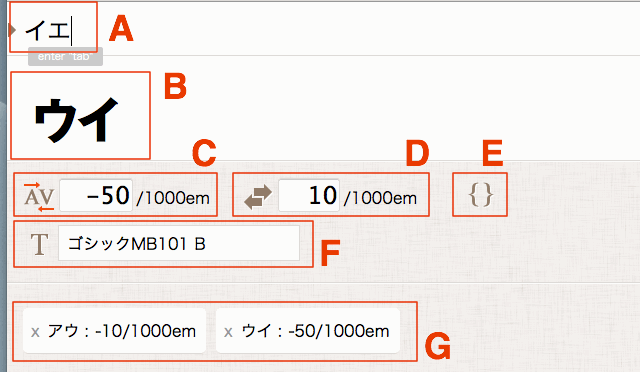 イエ A
enter* tab*
ウイ B
C D E
AV -50 /1000em 10 /1000em {}
T ゴシックMB101 B F
x アウ : -10/1000em x ウイ : -50/1000em G